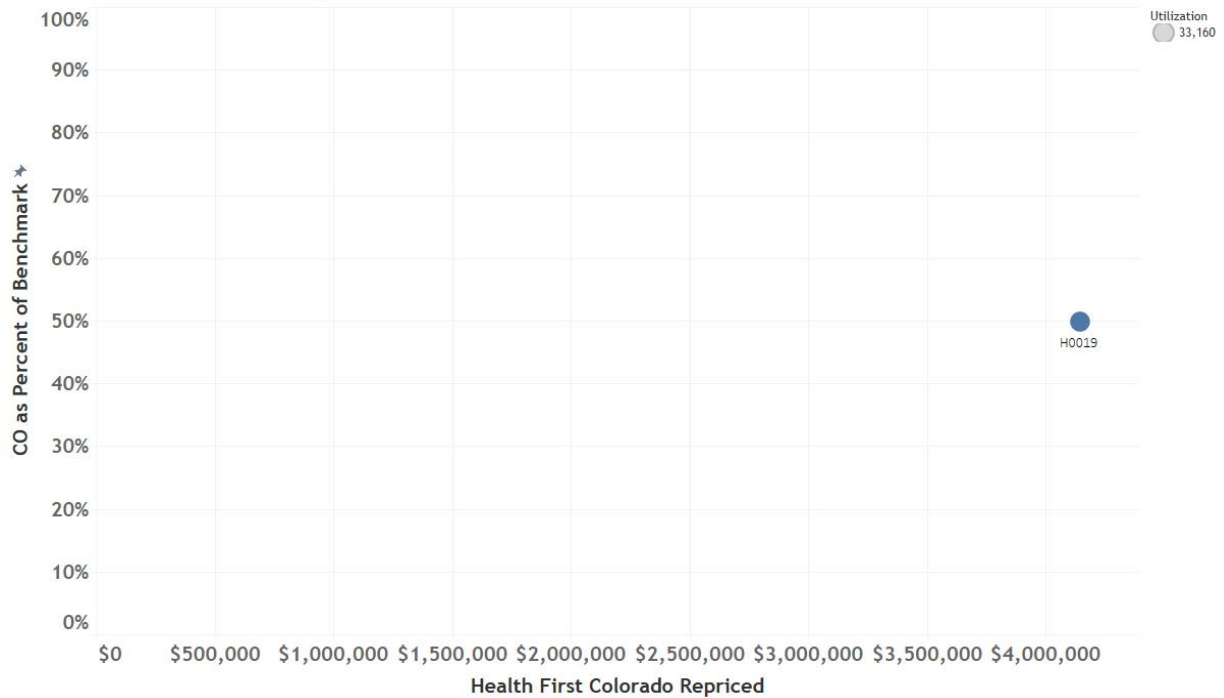 Utilization
33,160
CO as Percent of Benchmark
100%
90%
80%
70%
60%
50%
40%
30%
20%
10%
0%
H0019
$0 $500,000 $1,000,000 $1,500,000 $2,000,000 $2,500,000 $3,000,000 $3,500,000 $4,000,000
Health First Colorado Repriced